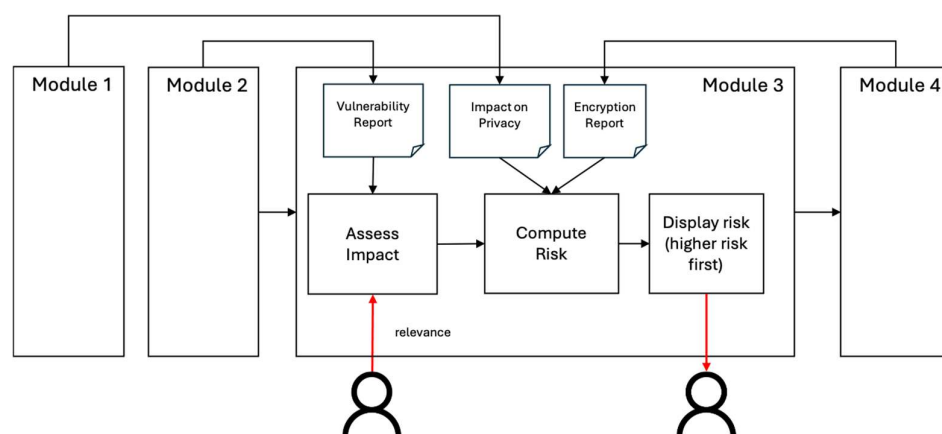 Module 1
Module 2
Module 3
Module 4
Vulnerability
Report
Impact on
Privacy
Encryption
Report
Assess
Impact
Compute
Risk
Display risk
(higher risk
first)
relevance